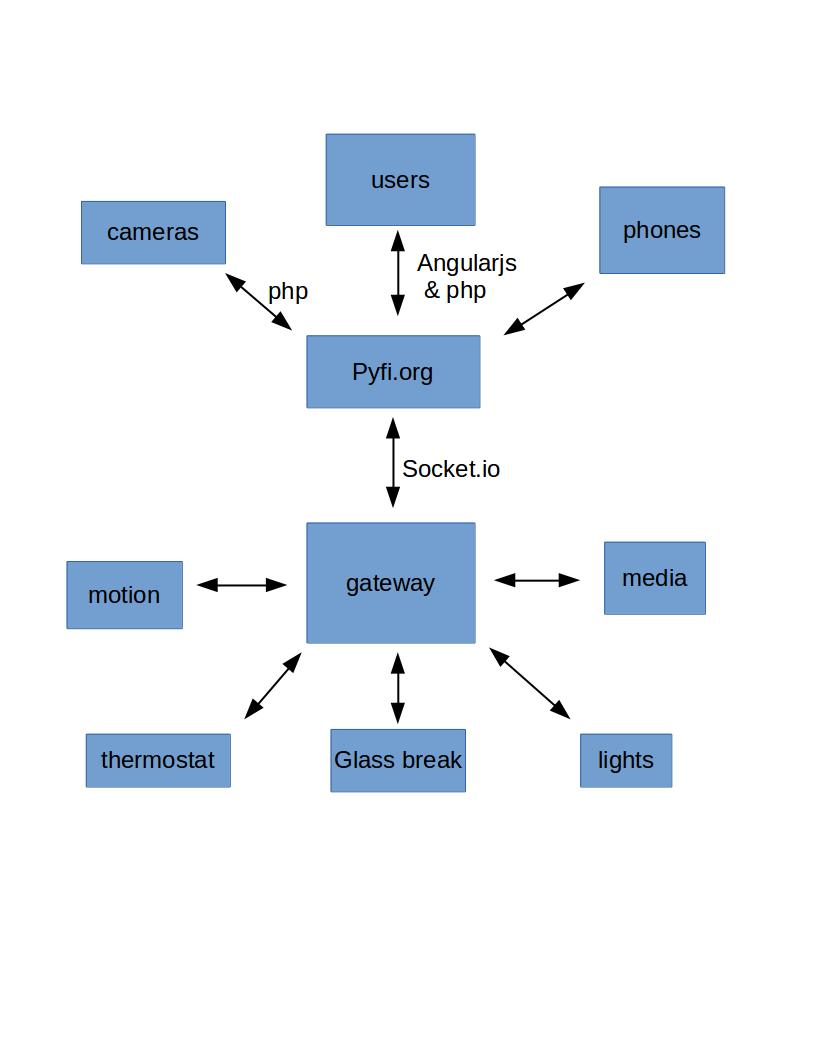 users
cameras
phones
php
Angularjs
& php
Pyfi.org
Socket.io
gateway
motion
media
thermostat
Glass break
lights